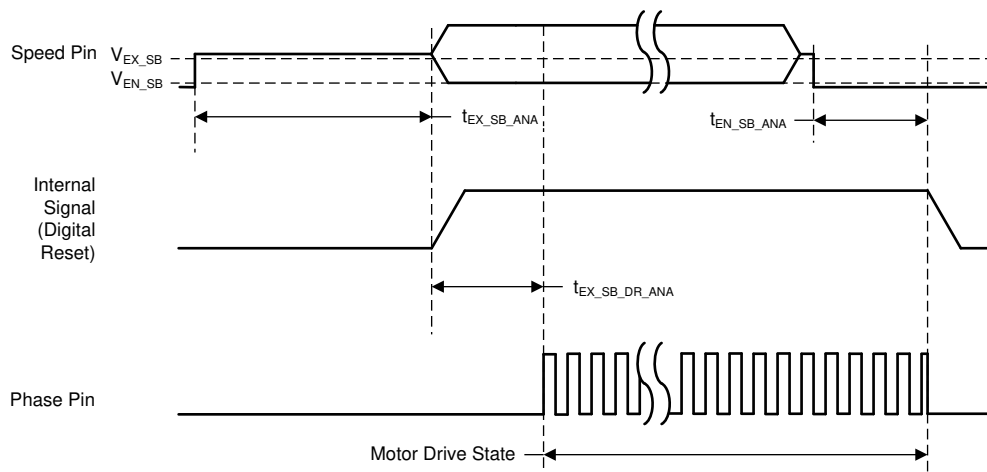 Speed Pin
V_EX_SB
V_EN_SB
t_EX_SB_ANA
t_EN_SB_ANA
Internal
Signal
(Digital
Reset)
t_EX_SB_DR_ANA
Phase Pin
Motor Drive State